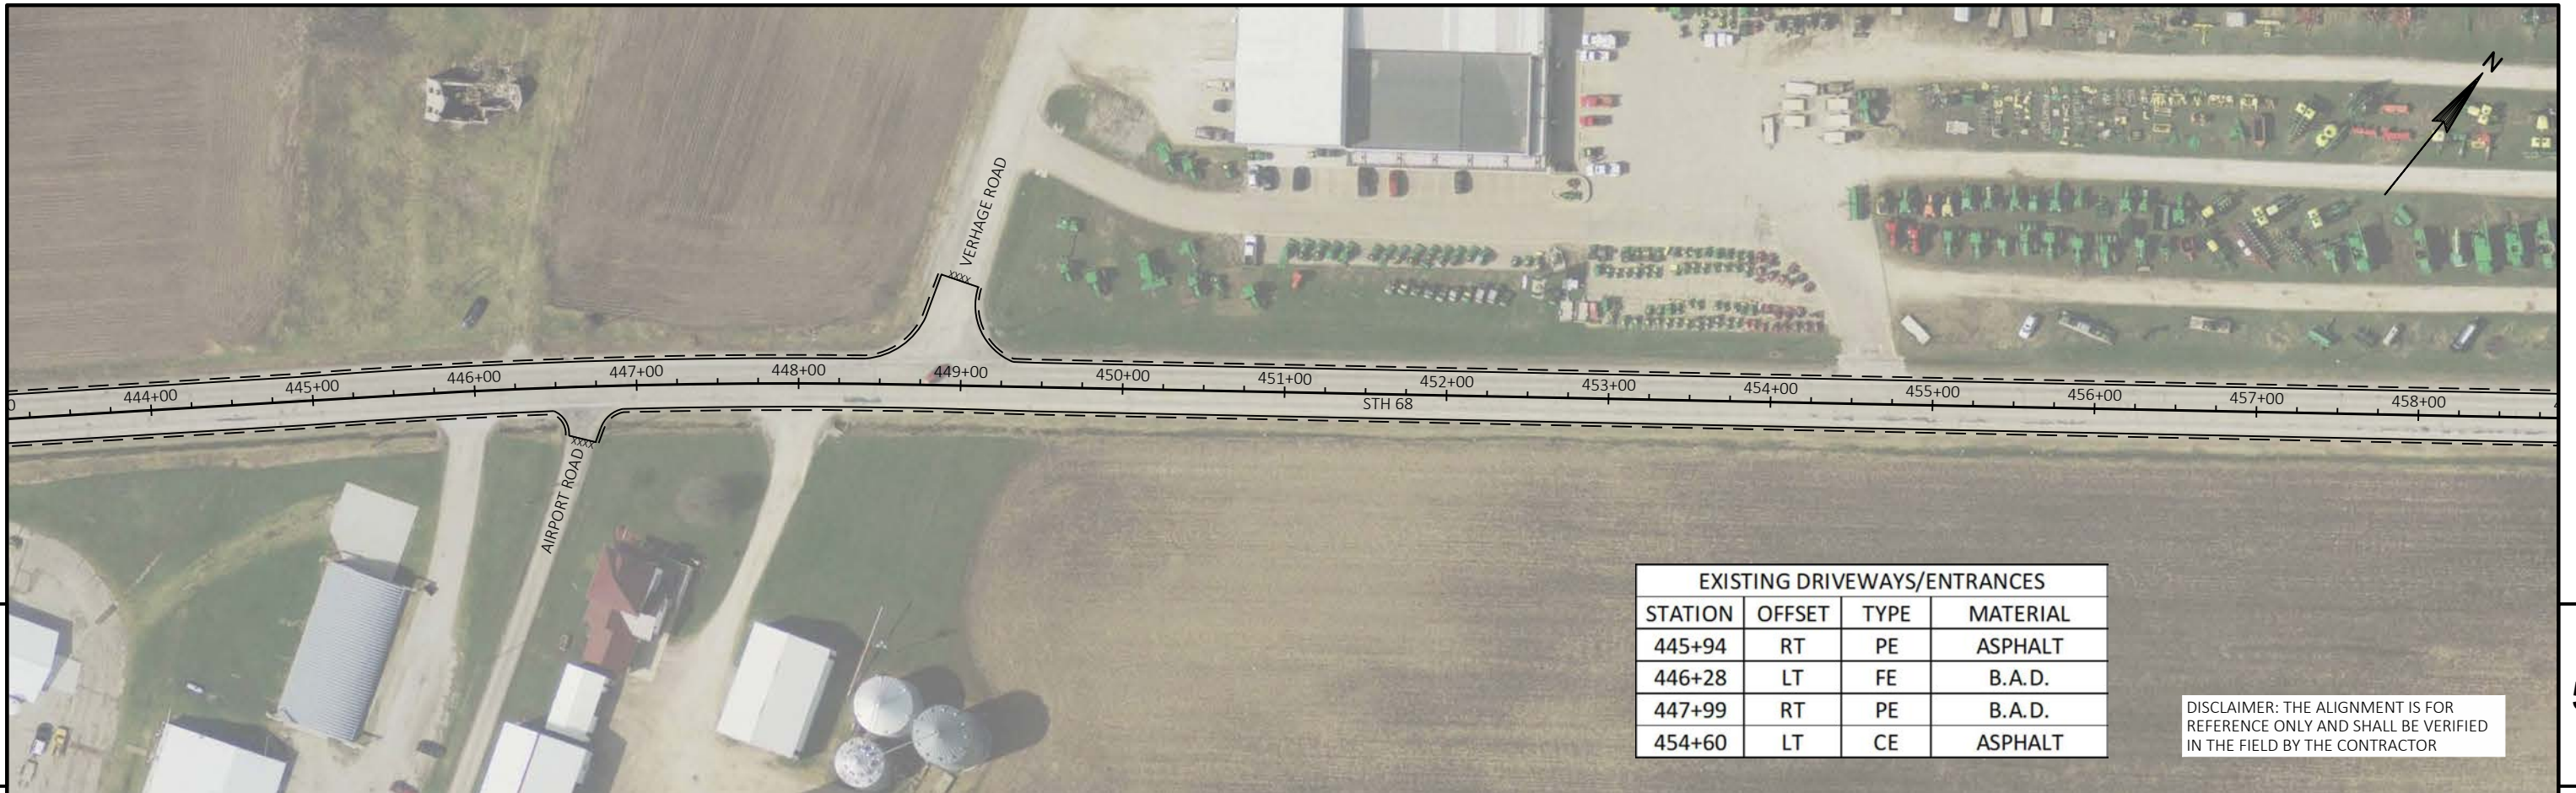 N
VERHAGE ROAD
XXXX
444+00
445+00
446+00
447+00
448+00
449+00
450+00
451+00
452+00
453+00
454+00
455+00
456+00
457+00
458+00
STH 68
XXXX
AIRPORT ROAD
EXISTING DRIVEWAYS/ENTRANCES
STATION OFFSET TYPE MATERIAL
445+94 RT PE ASPHALT
446+28 LT FE B.A.D.
447+99 RT PE B.A.D.
454+60 LT CE ASPHALT
DISCLAIMER: THE ALIGNMENT IS FOR
REFERENCE ONLY AND SHALL BE VERIFIED
IN THE FIELD BY THE CONTRACTOR